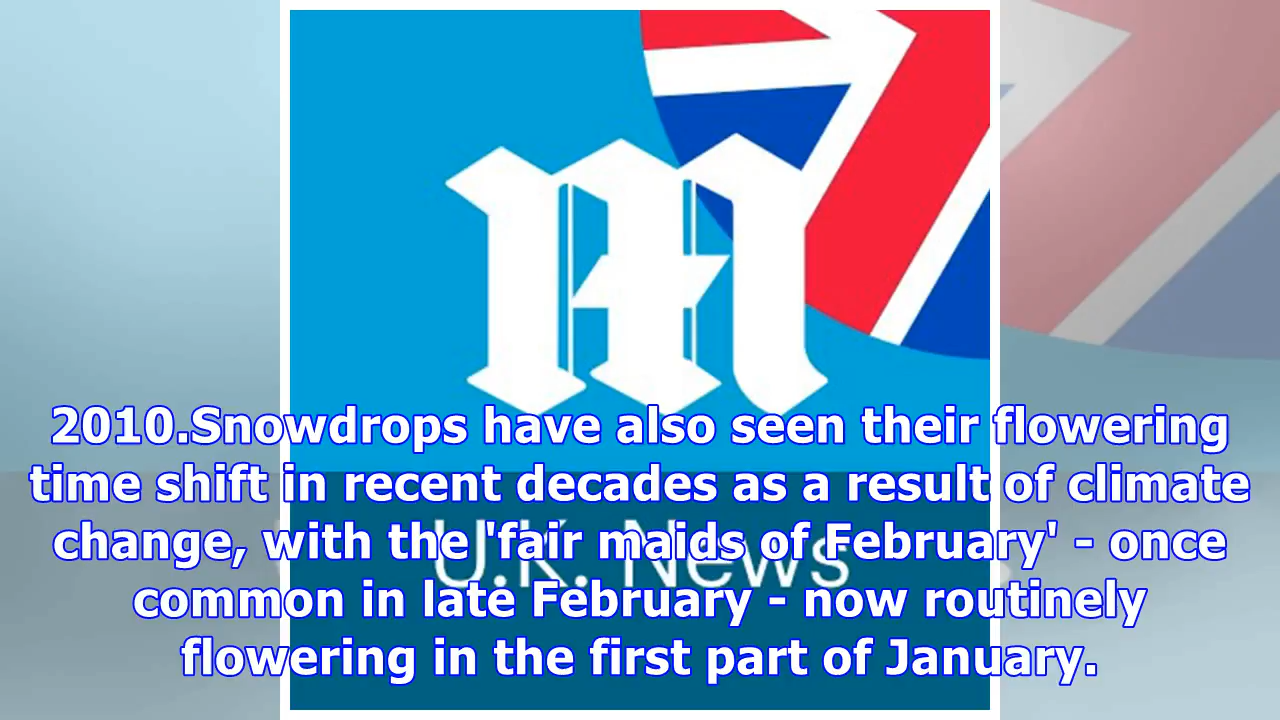 2010.Snowdrops have also seen their flowering
time shift in recent decades as a result of climate
change, with the 'fair maids of February' - once
U.K. News
common in late February - now routinely
flowering in the first part of January.